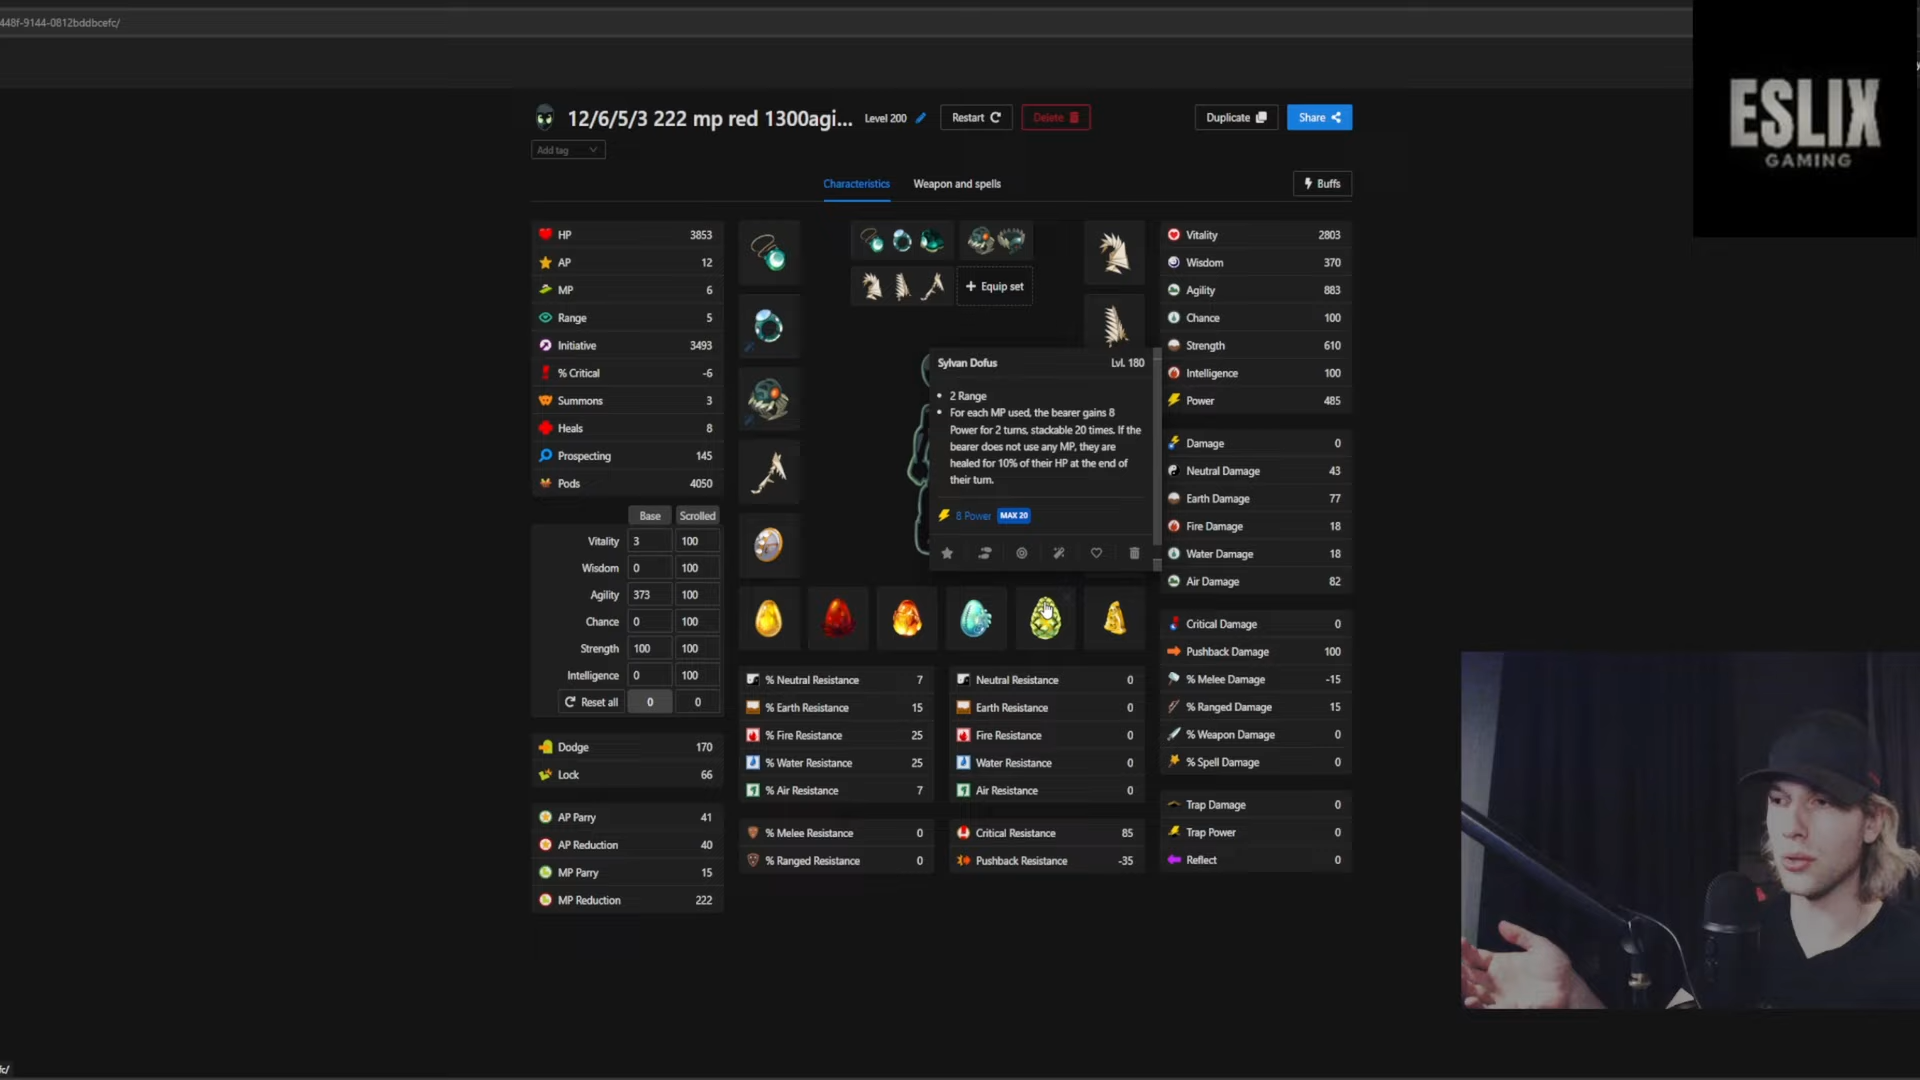 448f-9144-0812bddbcefc/
ESLIX
GAMING
12/6/5/3 222 mp red 1300agi...
Level 200
Restart
Delete
Duplicate
Share
Add tag
Characteristics
Weapon and spells
Buffs
HP 3853
AP 12
MP 6
Range 5
Initiative 3493
% Critical -6
Summons 3
Heals 8
Prospecting 145
Pods 4050
Base Scrolled
Vitality 3 100
Wisdom 0 100
Agility 373 100
Chance 0 100
Strength 100 100
Intelligence 0 100
Reset all 0 0
Dodge 170
Lock 66
AP Parry 41
AP Reduction 40
MP Parry 15
MP Reduction 222
+ Equip set
Sylvan Dofus Lvl. 180
• 2 Range
• For each MP used, the bearer gains 8
Power for 2 turns, stackable 20 times. If the
bearer does not use any MP, they are
healed for 10% of their HP at the end of
their turn.
8 Power MAX 20
% Neutral Resistance 7
% Earth Resistance 15
% Fire Resistance 25
% Water Resistance 25
% Air Resistance 7
% Melee Resistance 0
% Ranged Resistance 0
Neutral Resistance 0
Earth Resistance 0
Fire Resistance 0
Water Resistance 0
Air Resistance 0
Critical Resistance 85
Pushback Resistance -35
Vitality 2803
Wisdom 370
Agility 883
Chance 100
Strength 610
Intelligence 100
Power 485
Damage 0
Neutral Damage 43
Earth Damage 77
Fire Damage 18
Water Damage 18
Air Damage 82
Critical Damage 0
Pushback Damage 100
% Melee Damage -15
% Ranged Damage 15
% Weapon Damage 0
% Spell Damage 0
Trap Damage 0
Trap Power 0
Reflect 0